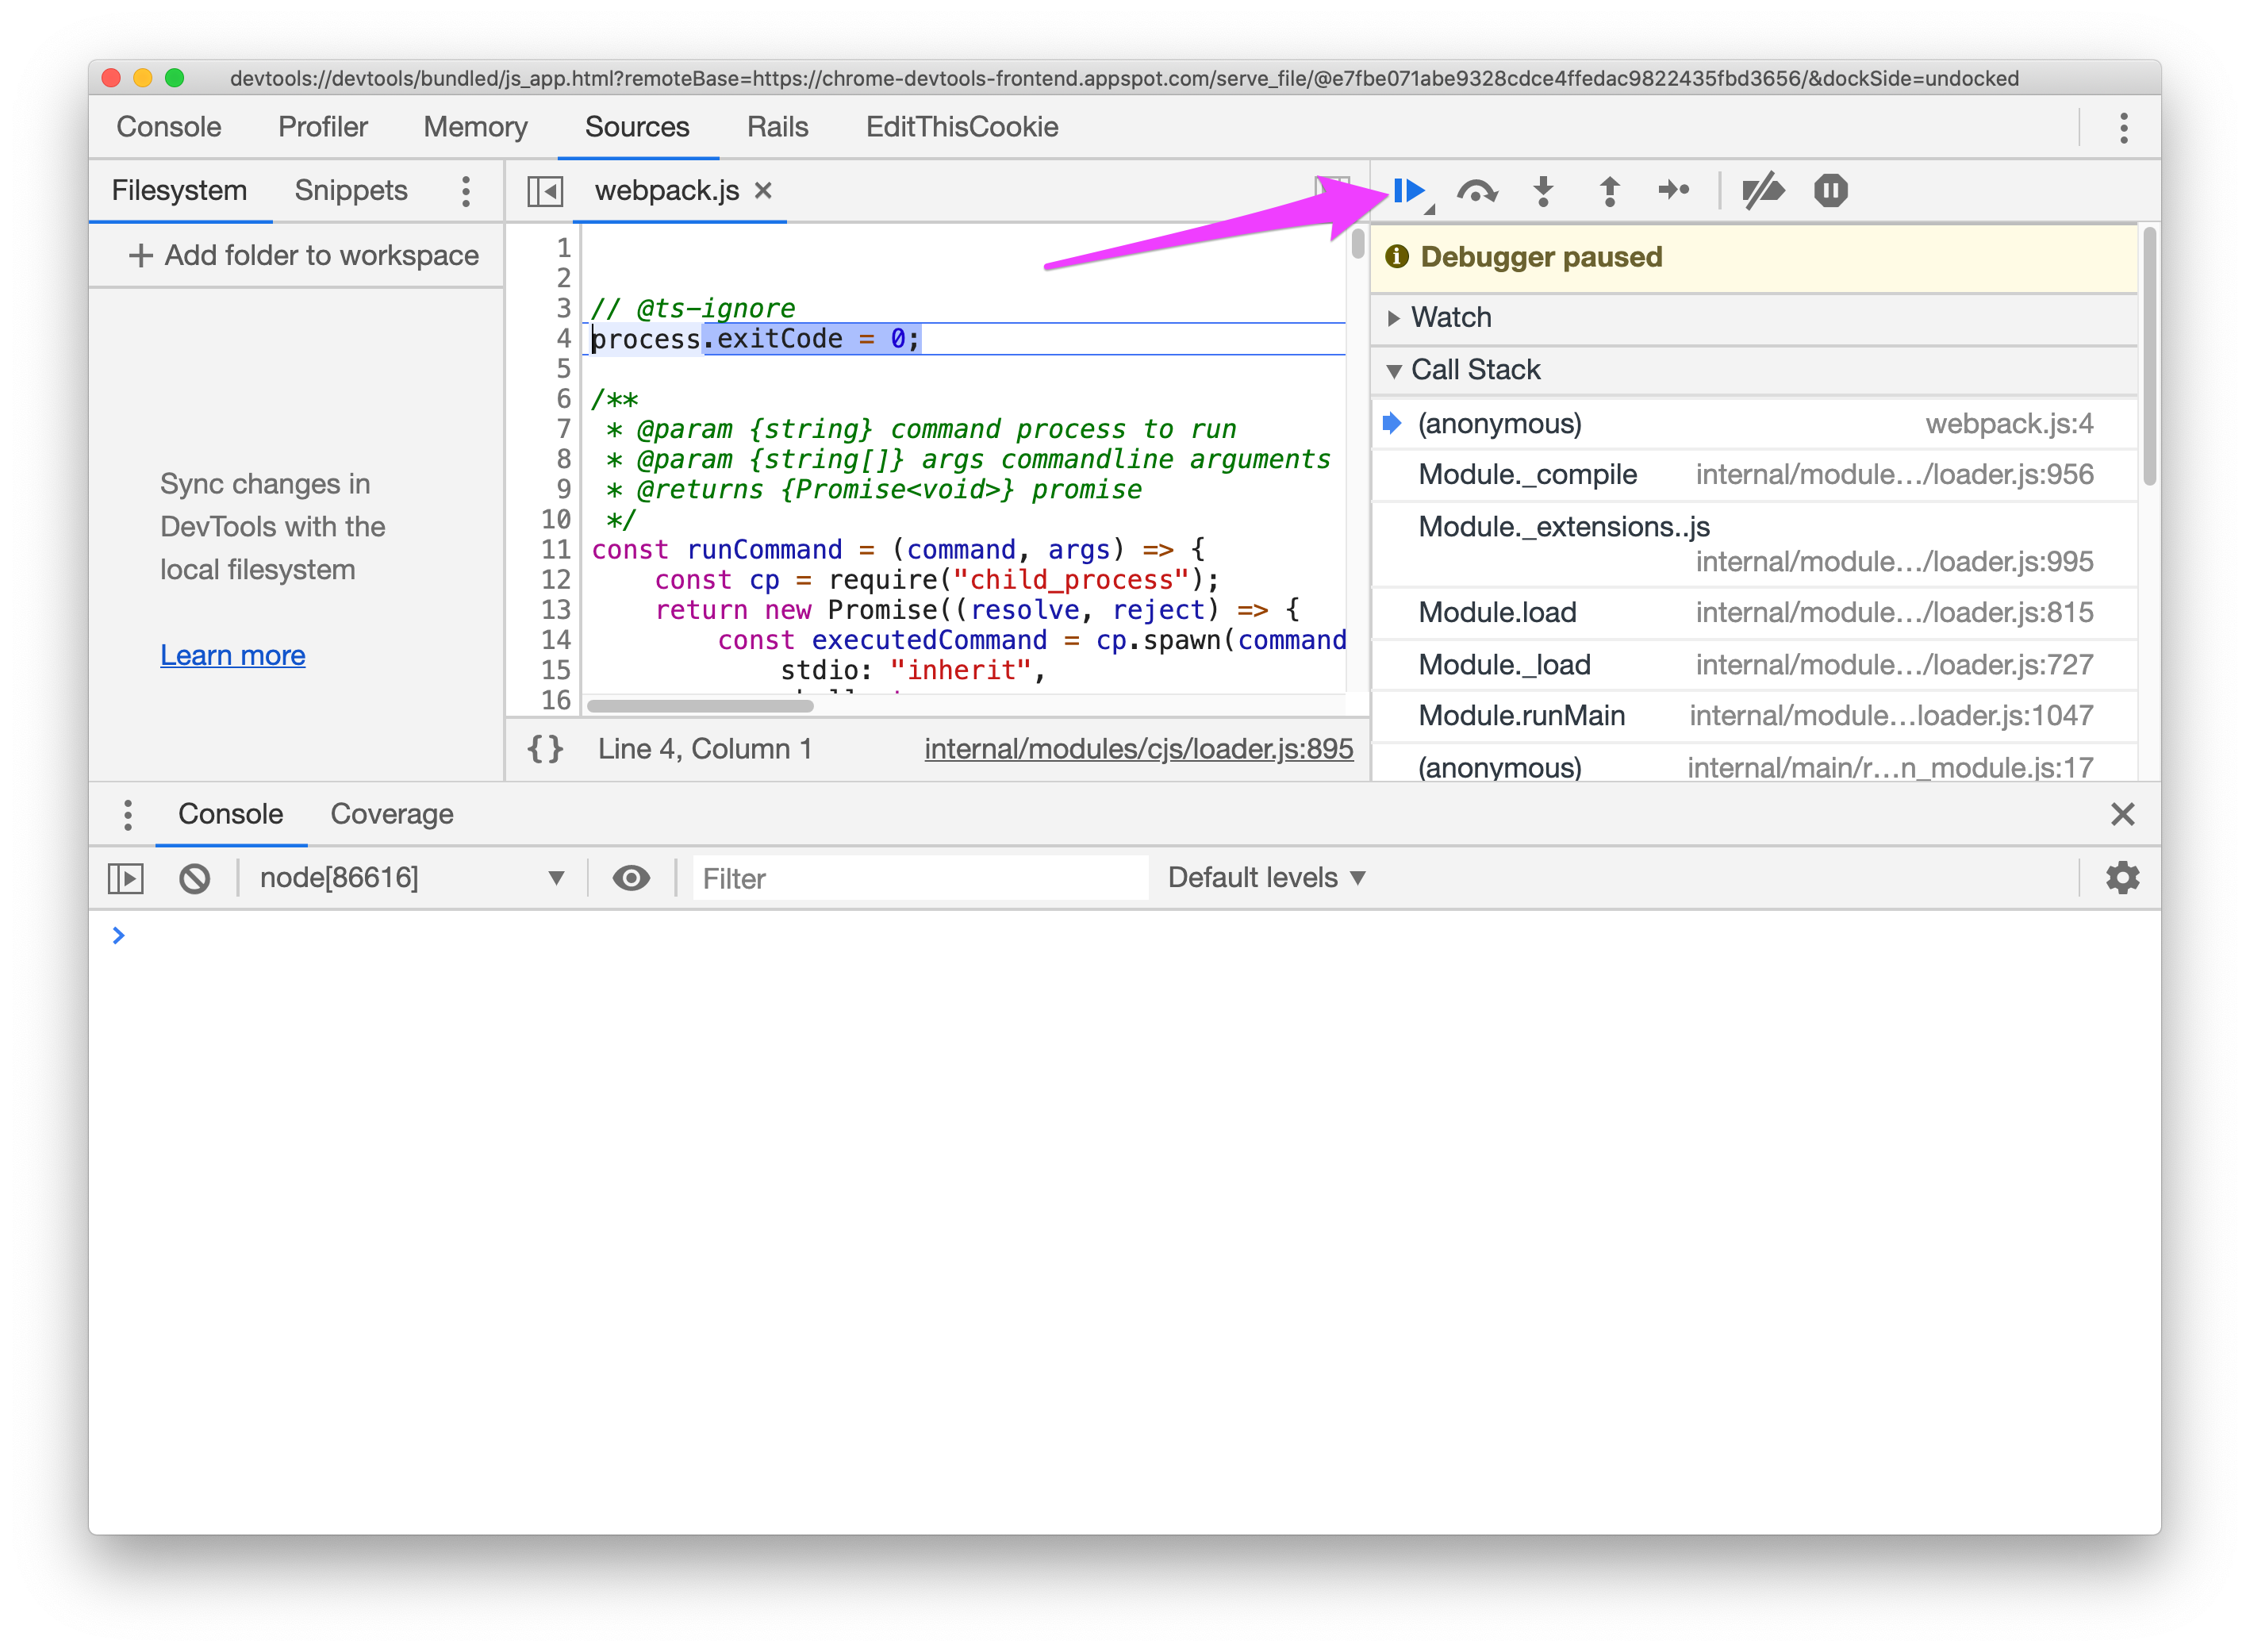 devtools://devtools/bundled/js_app.html?remoteBase=https://chrome-devtools-frontend.appspot.com/serve_file/@e7fbe071abe9328cdce4ffedac9822435fbd3656/&dockSide=undocked
Console Profiler Memory Sources Rails EditThisCookie
Filesystem Snippets
+ Add folder to workspace
Sync changes in
DevTools with the
local filesystem
Learn more
webpack.js ×
1
2
3 // @ts-ignore
4 process.exitCode = 0;
5
6 /**
7 * @param {string} command process to run
8 * @param {string[]} args commandline arguments
9 * @returns {Promise<void>} promise
10 */
11 const runCommand = (command, args) => {
12 const cp = require("child_process");
13 return new Promise((resolve, reject) => {
14 const executedCommand = cp.spawn(command
15 stdio: "inherit",
16
{} Line 4, Column 1 internal/modules/cjs/loader.js:895
Debugger paused
Watch
Call Stack
(anonymous) webpack.js:4
Module._compile internal/module…/loader.js:956
Module._extensions..js
internal/module…/loader.js:995
Module.load internal/module…/loader.js:815
Module._load internal/module…/loader.js:727
Module.runMain internal/module…loader.js:1047
(anonymous) internal/main/r…n_module.js:17
Console Coverage
node[86616] ▼ Filter Default levels ▼
>